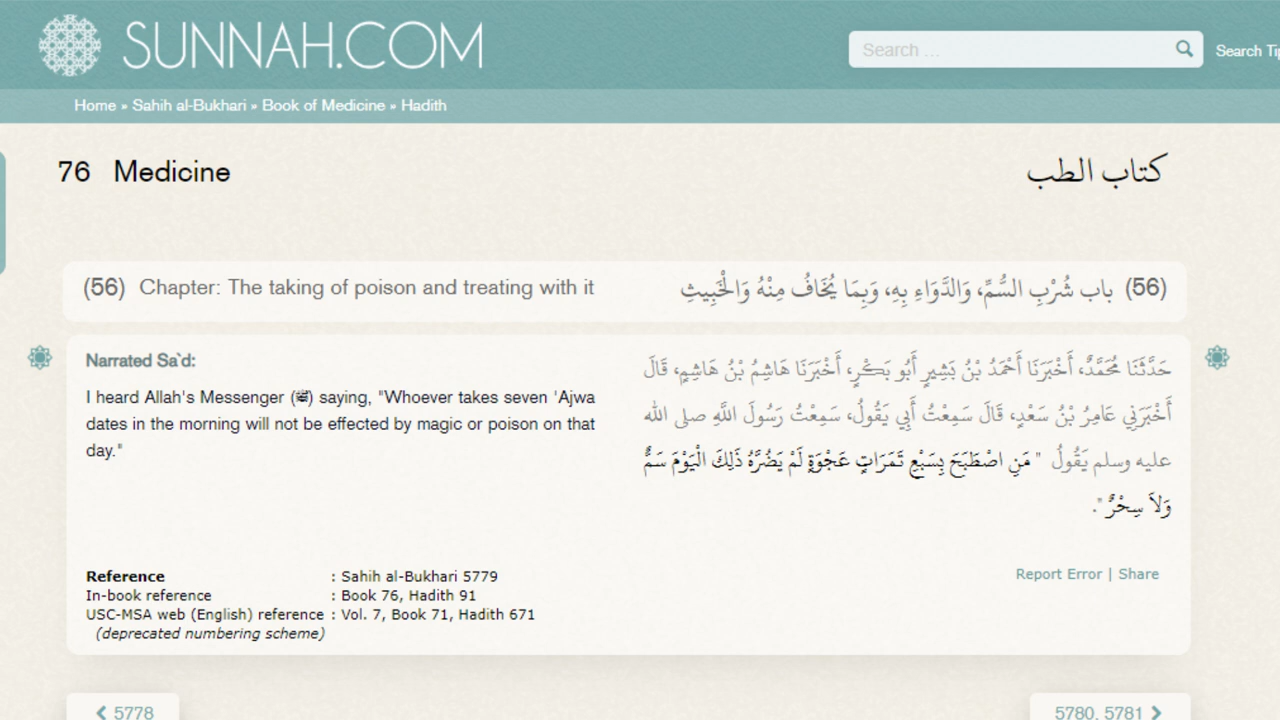 SUNNAH.COM
Search ...
Search Ti
Home » Sahih al-Bukhari » Book of Medicine » Hadith
76 Medicine
كتاب الطب
(56) Chapter: The taking of poison and treating with it
(56) باب شُرْبِ السُّمِّ، وَالدَّوَاءِ بِهِ، وَبِمَا يُخَافُ مِنْهُ وَالْخَبِيثِ
Narrated Sa`d:
I heard Allah's Messenger (ﷺ) saying, "Whoever takes seven 'Ajwa
dates in the morning will not be effected by magic or poison on that
day."
حَدَّثَنَا مُحَمَّدٌ، أَخْبَرَنَا أَحْمَدُ بْنُ بَشِيرٍ أَبُو بَكْرٍ، أَخْبَرَنَا هَاشِمُ بْنُ هَاشِمٍ، قَالَ
أَخْبَرَنِي عَامِرُ بْنُ سَعْدٍ، قَالَ سَمِعْتُ أَبِي يَقُولُ، سَمِعْتُ رَسُولَ اللَّهِ صلى الله
عليه وسلم يَقُولُ " مَنِ اصْطَبَحَ بِسَبْعِ تَمَرَاتٍ عَجْوَةٍ لَمْ يَضُرَّهُ ذَلِكَ الْيَوْمَ سَمٌّ
وَلاَ سِحْرٌ ".
Reference : Sahih al-Bukhari 5779
In-book reference : Book 76, Hadith 91
USC-MSA web (English) reference : Vol. 7, Book 71, Hadith 671
(deprecated numbering scheme)
Report Error | Share
5778
5780, 5781